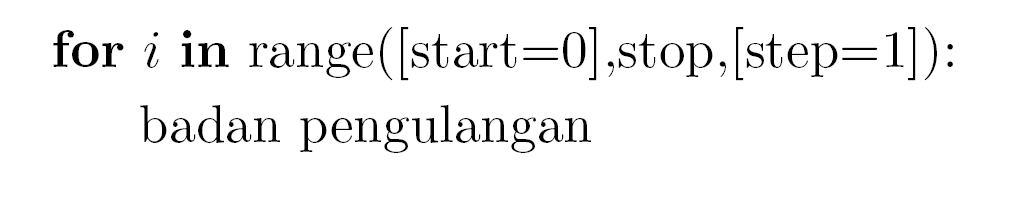 for i in range([start=0],stop,[step=1]):
badan pengulangan